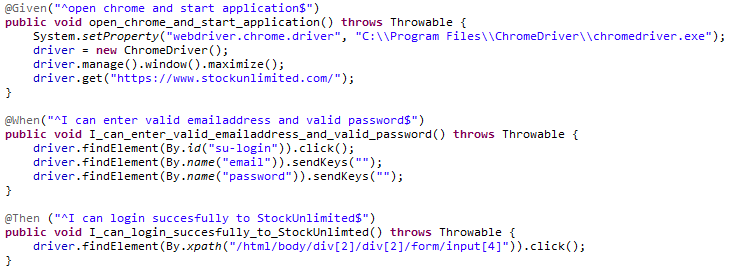 @Given("^open chrome and start application$")
public void open_chrome_and_start_application() throws Throwable {
System.setProperty("webdriver.chrome.driver", "C:\\Program Files\\ChromeDriver\\chromedriver.exe");
driver = new ChromeDriver();
driver.manage().window().maximize();
driver.get("https://www.stockunlimited.com/");
}
@When("^I can enter valid emailaddress and valid password$")
public void I_can_enter_valid_emailaddress_and_valid_password() throws Throwable {
driver.findElement(By.id("su-login")).click();
driver.findElement(By.name("email")).sendKeys("");
driver.findElement(By.name("password")).sendKeys("");
}
@Then ("^I can login succesfully to StockUnlimited$")
public void I_can_login_succesfully_to_StockUnlimted() throws Throwable {
driver.findElement(By.xpath("/html/body/div[2]/div[2]/form/input[4]")).click();
}